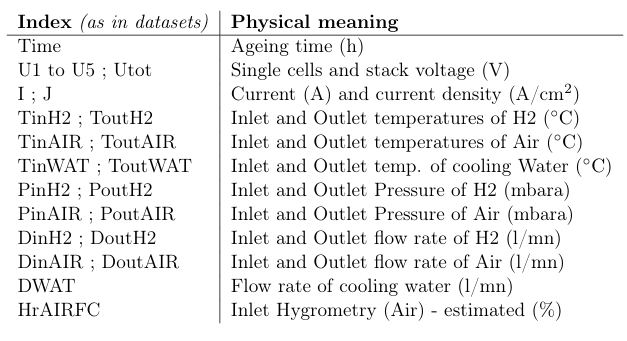 Index (as in datasets) Physical meaning
Time Ageing time (h)
U1 to U5 ; Utot Single cells and stack voltage (V)
I ; J Current (A) and current density (A/cm²)
TinH2 ; ToutH2 Inlet and Outlet temperatures of H2 (°C)
TinAIR ; ToutAIR Inlet and Outlet temperatures of Air (°C)
TinWAT ; ToutWAT Inlet and Outlet temp. of cooling Water (°C)
PinH2 ; PoutH2 Inlet and Outlet Pressure of H2 (mbara)
PinAIR ; PoutAIR Inlet and Outlet Pressure of Air (mbara)
DinH2 ; DoutH2 Inlet and Outlet flow rate of H2 (l/mn)
DinAIR ; DoutAIR Inlet and Outlet flow rate of Air (l/mn)
DWAT Flow rate of cooling water (l/mn)
HrAIRFC Inlet Hygrometry (Air) - estimated (%)